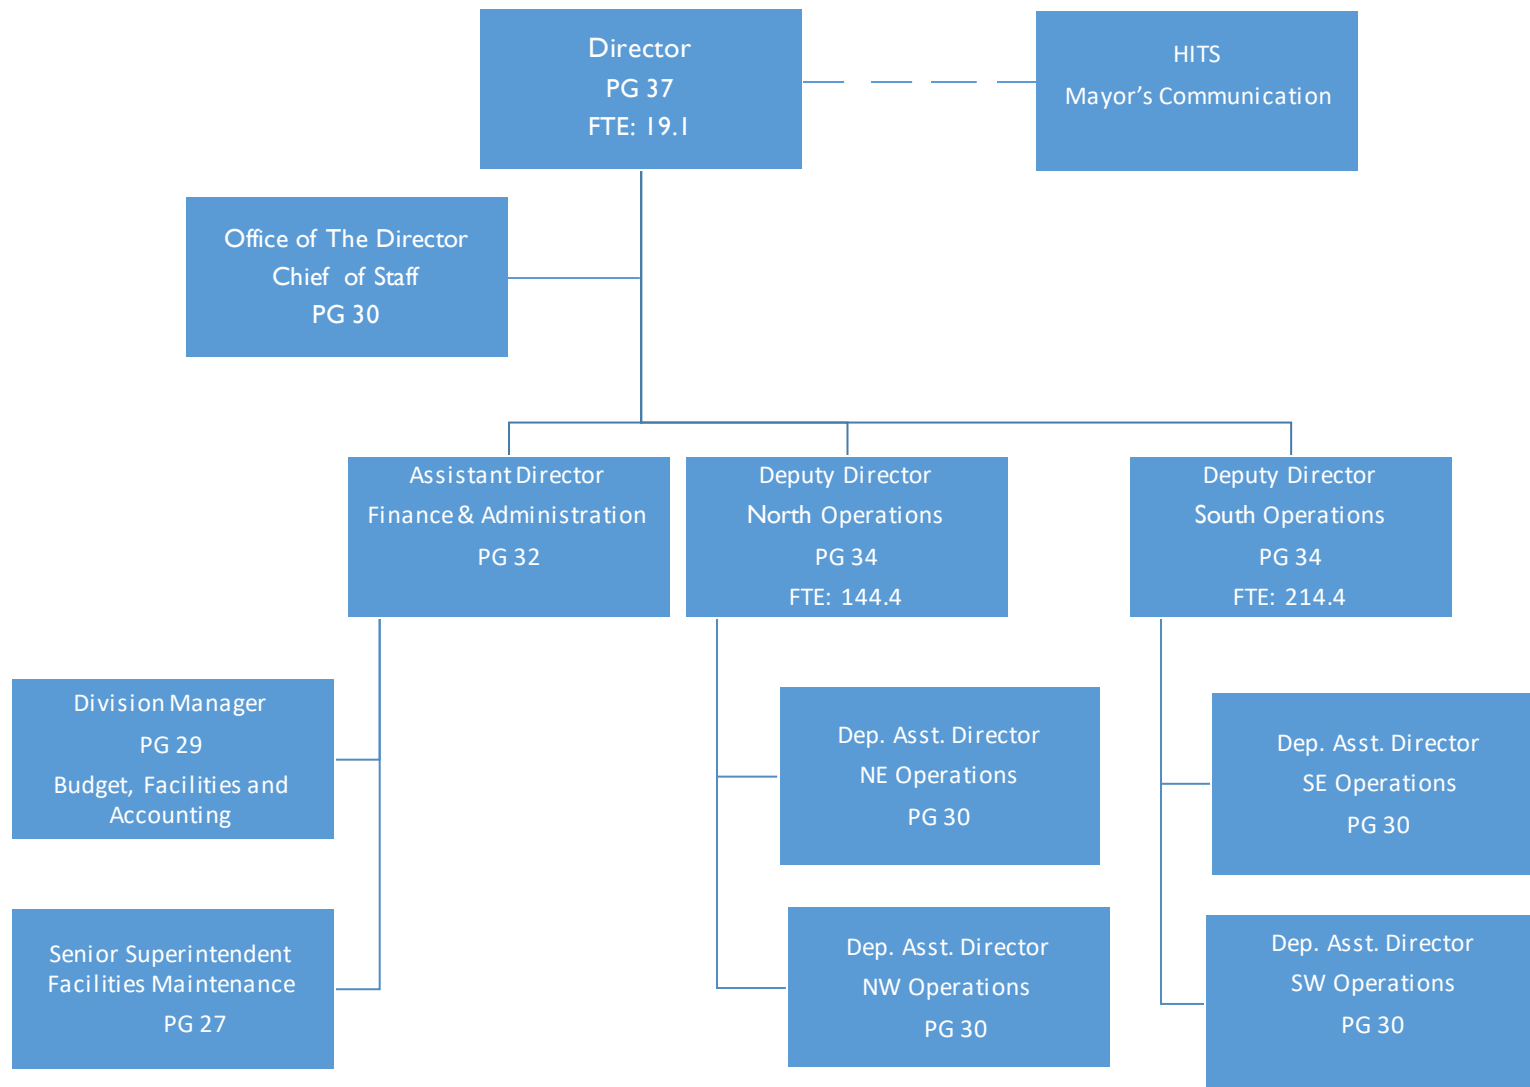 Director
PG 37
FTE: 19.1
HITS
Mayor's Communication
Office of The Director
Chief of Staff
PG 30
Assistant Director
Finance & Administration
PG 32
Deputy Director
North Operations
PG 34
FTE: 144.4
Deputy Director
South Operations
PG 34
FTE: 214.4
Division Manager
PG 29
Budget, Facilities and
Accounting
Dep. Asst. Director
NE Operations
PG 30
Dep. Asst. Director
SE Operations
PG 30
Senior Superintendent
Facilities Maintenance
PG 27
Dep. Asst. Director
NW Operations
PG 30
Dep. Asst. Director
SW Operations
PG 30